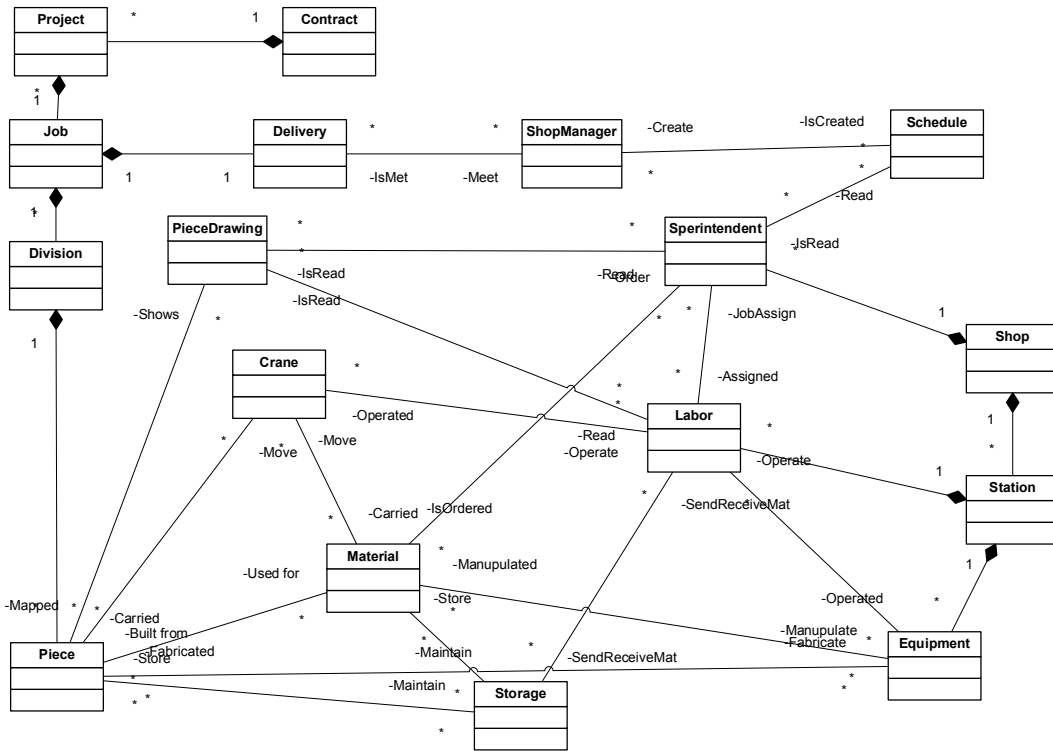 Project
*
1
Contract
*
1
1
Job
Delivery
*
*
ShopManager
-Create
-IsCreated
Schedule
1
1
-IsMet
-Meet
*
*
*
-Read
1
*
PieceDrawing
*
*
Sperintendent
*
-IsRead
*
Division
*
-IsRead
-Read
-Order
*
1
-Shows
*
-IsRead
*
*
-JobAssign
1
1
Shop
Crane
*
*
*
-Assigned
-Operated
*
Labor
1
*
-Move
*
-Read
*
-Move
*
-Operate
-Operate
1
Station
-Carried
-IsOrdered
*
-SendReceiveMat
*
*
Material
*
-Manupulated
1
-Used for
-Store
-Operated
*
-Mapped
*
*
*
-Carried
*
*
-Manupulate
*
-Built from
*
-Maintain
*
-Fabricate
Equipment
Piece
-Fabricated
-Store
-SendReceiveMat
*
-Maintain
*
Storage
*
*
*
*
*
*